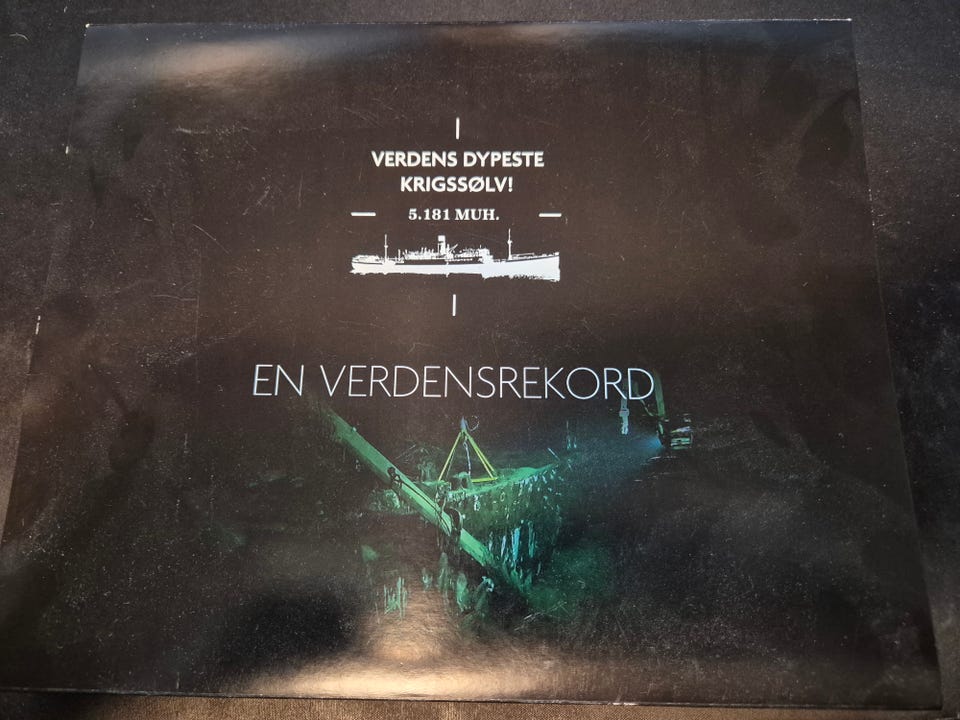 VERDENS DYPESTE
KRIGSSØLV!
5.181 MUH.
EN VERDENSREKORD